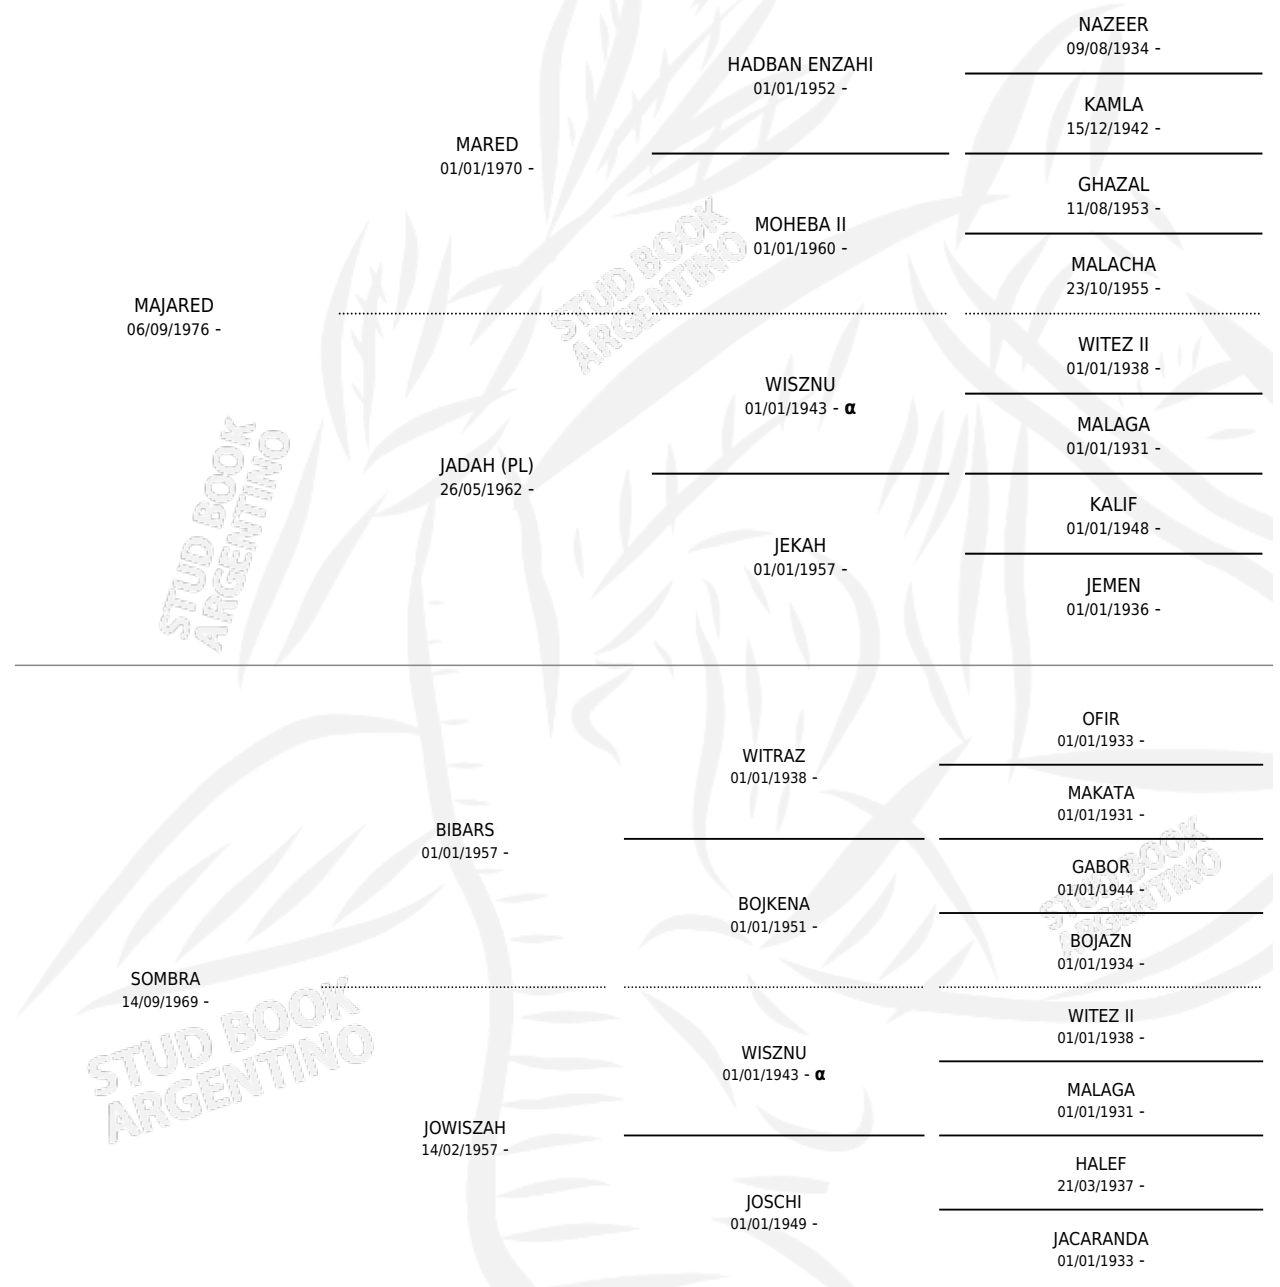 NAZEER
09/08/1934 -
HADBAN ENZAHI
01/01/1952 -
KAMLA
15/12/1942 -
MARED
01/01/1970 -
GHAZAL
11/08/1953 -
MOHEBA II
01/01/1960 -
MALACHA
23/10/1955 -
MAJARED
06/09/1976 -
WITEZ II
01/01/1938 -
WISZNU
01/01/1943 - α
MALAGA
01/01/1931 -
JADAH (PL)
26/05/1962 -
KALIF
01/01/1948 -
JEKAH
01/01/1957 -
JEMEN
01/01/1936 -
OFIR
01/01/1933 -
WITRAZ
01/01/1938 -
MAKATA
01/01/1931 -
BIBARS
01/01/1957 -
GABOR
01/01/1944 -
BOJKENA
01/01/1951 -
BOJAZN
01/01/1934 -
SOMBRA
14/09/1969 -
WITEZ II
01/01/1938 -
WISZNU
01/01/1943 - α
MALAGA
01/01/1931 -
JOWISZAH
14/02/1957 -
HALEF
21/03/1937 -
JOSCHI
01/01/1949 -
JACARANDA
01/01/1933 -
STUD BOOK
ARGENTINO
STUD BOOK
ARGENTINO
STUD BOOK
ARGENTINO
STUD BOOK
ARGENTINO